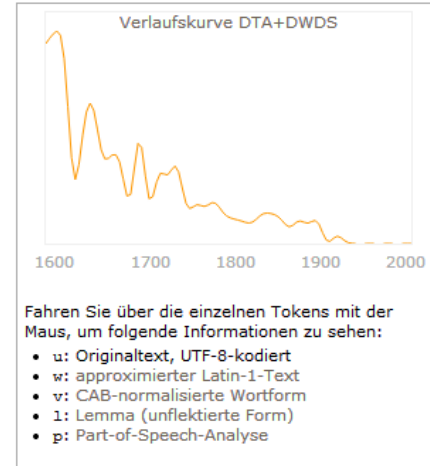 Verlaufskurve DTA+DWDS
1600 1700 1800 1900 2000
Fahren Sie über die einzelnen Tokens mit der
Maus, um folgende Informationen zu sehen:
• u: Originaltext, UTF-8-kodiert
• w: approximierter Latin-1-Text
• v: CAB-normalisierte Wortform
• l: Lemma (unflektierte Form)
• p: Part-of-Speech-Analyse